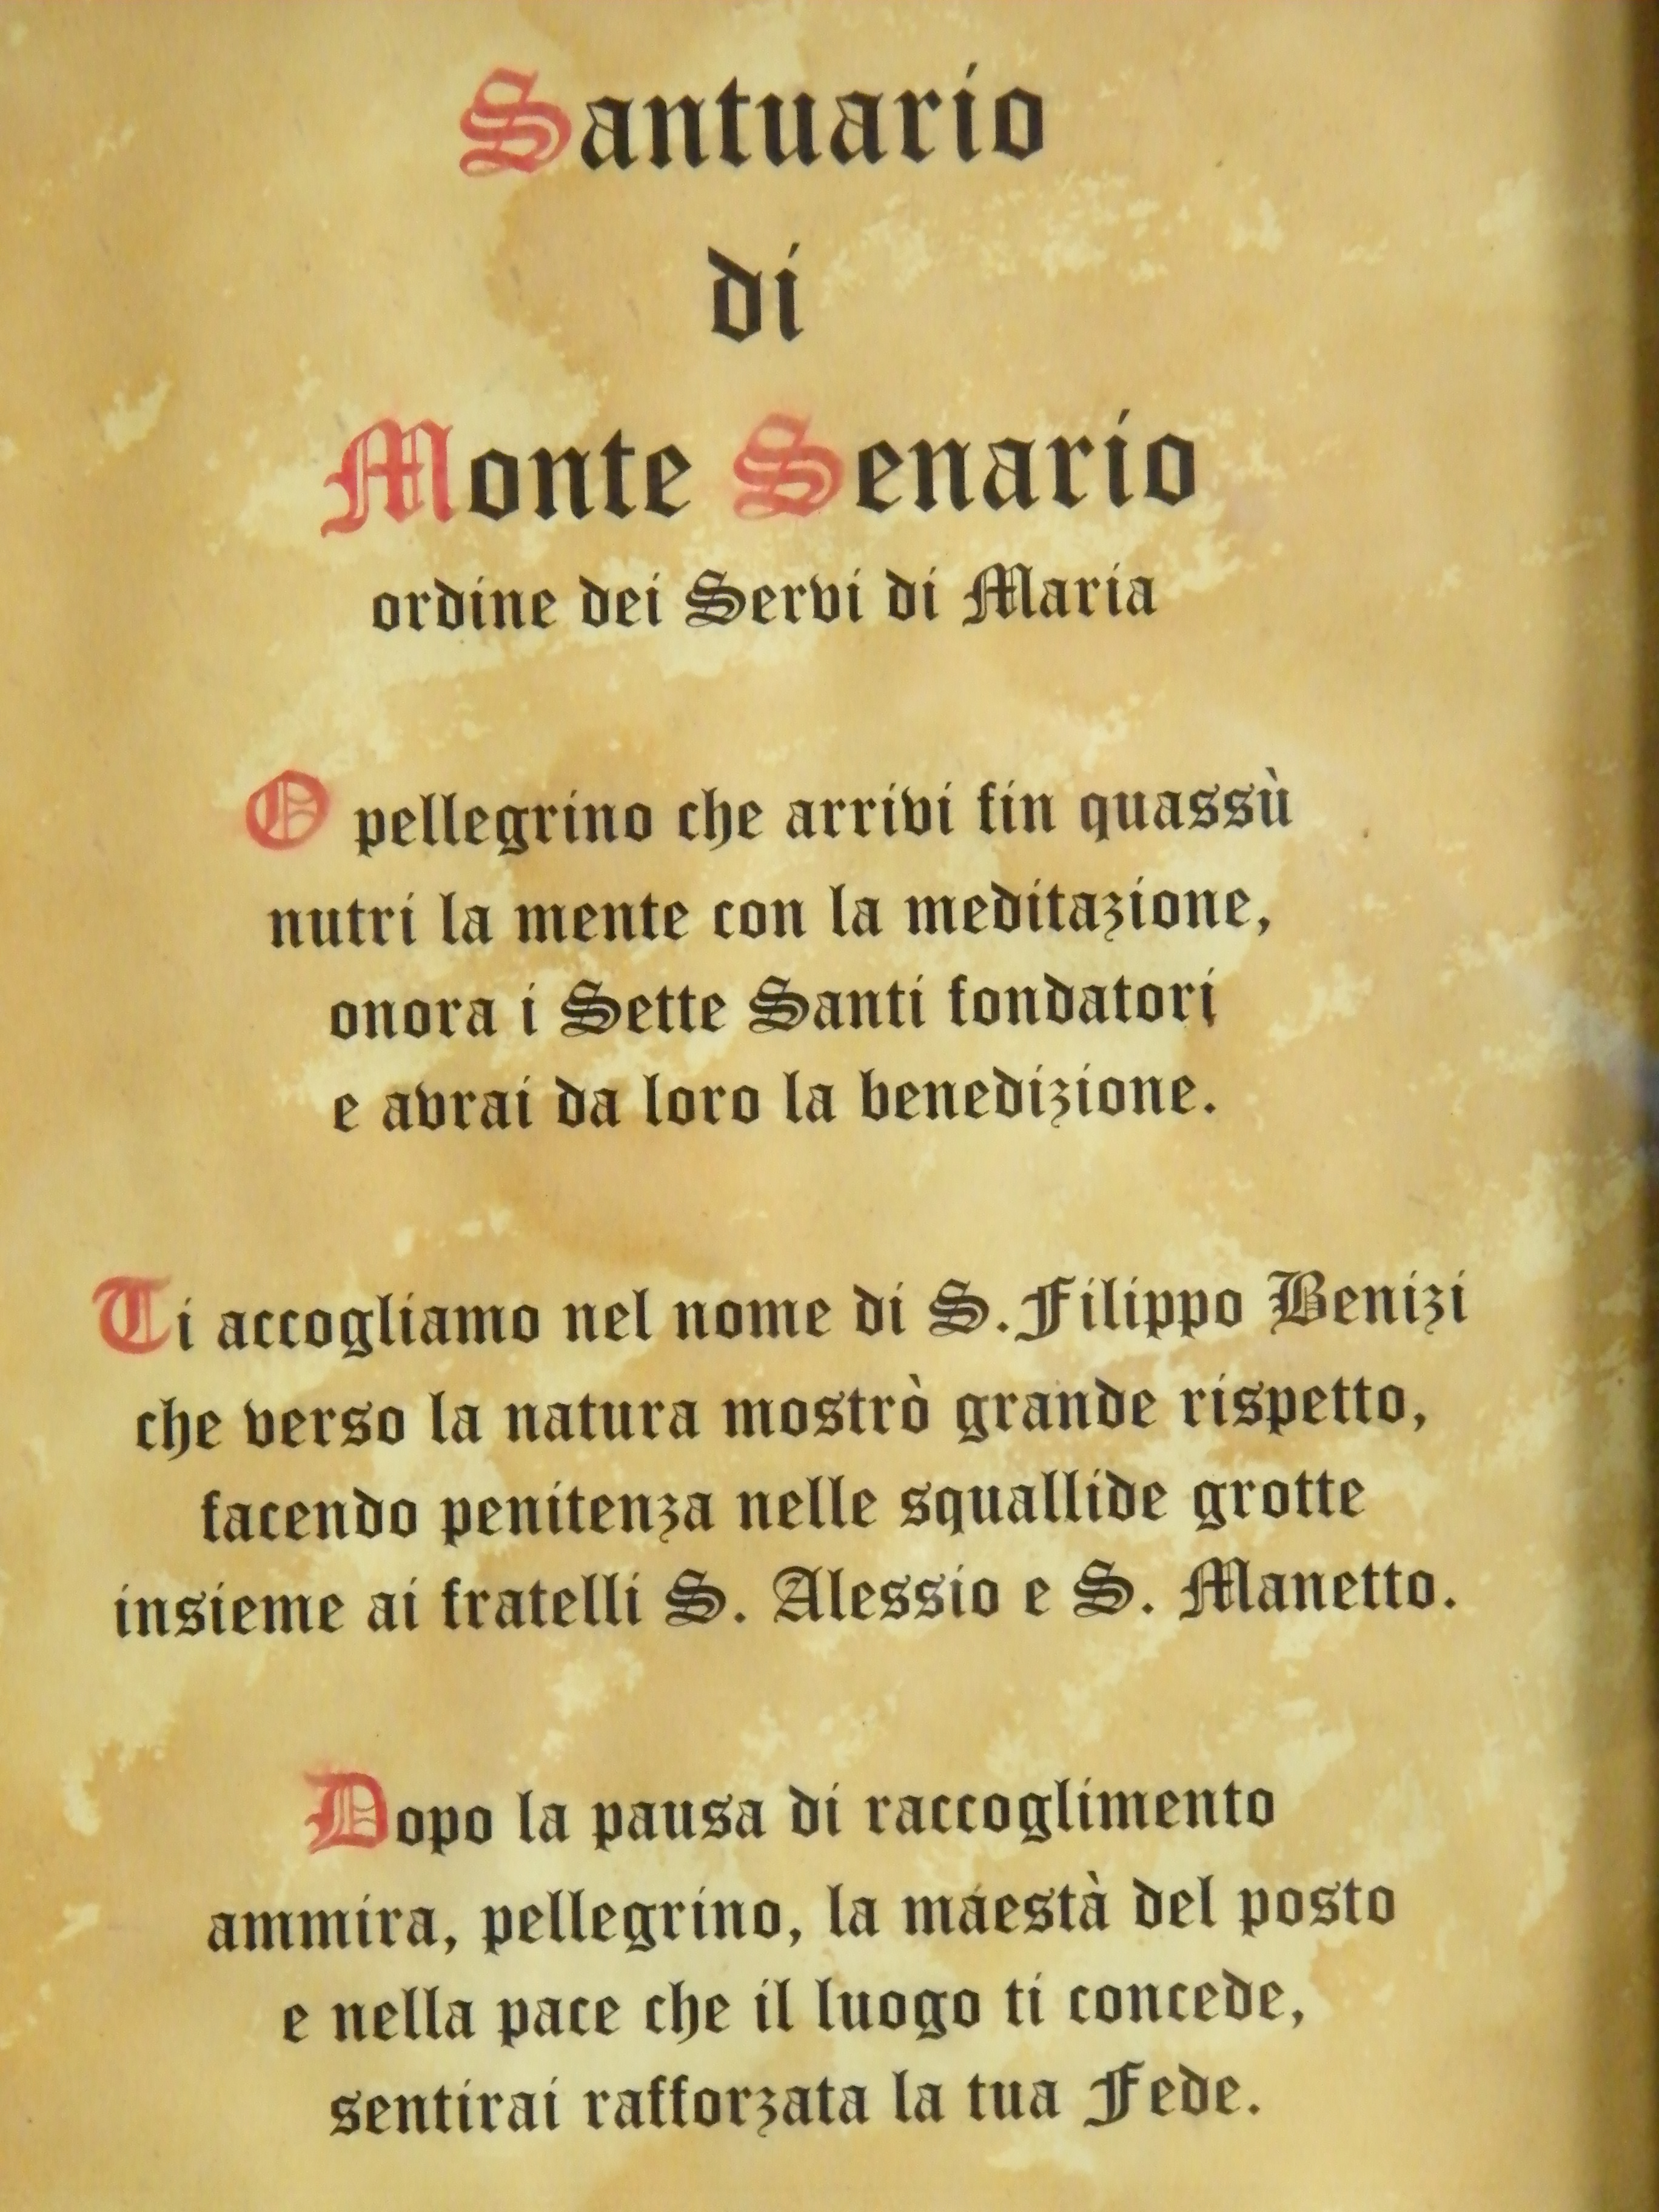 Santuario
di
Monte Senario
ordine dei Servi di Maria
O pellegrino che arrivi fin quassù
nutri la mente con la meditazione,
onora i Sette Santi fondatori
e avrai da loro la benedizione.
Ti accogliamo nel nome di S.Filippo Benizi
che verso la natura mostrò grande rispetto,
facendo penitenza nelle squallide grotte
insieme ai fratelli S. Alessio e S. Manetto.
Dopo la pausa di raccoglimento
ammira, pellegrino, la maestà del posto
e nella pace che il luogo ti concede,
sentirai rafforzata la tua Fede.